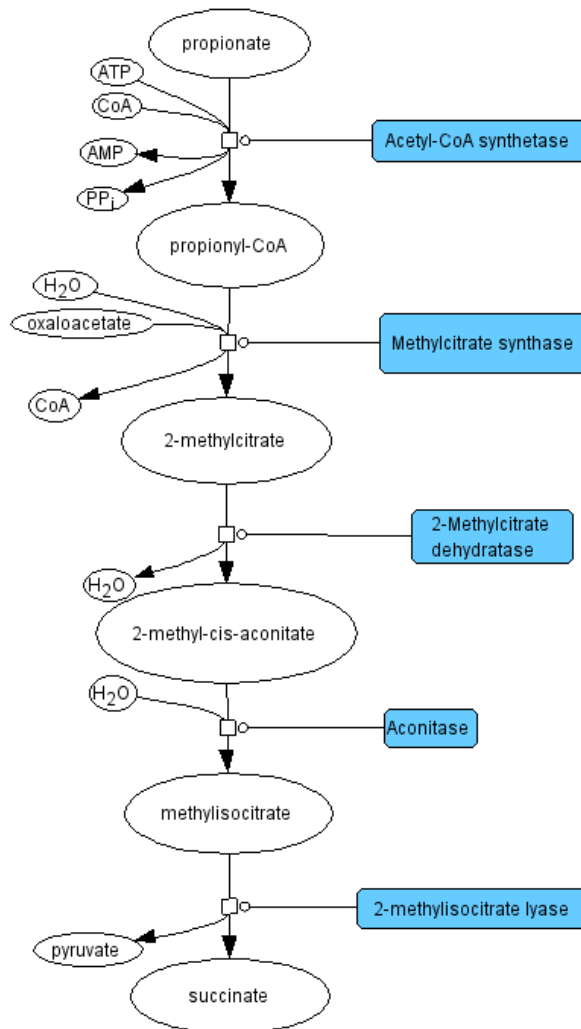 propionate
ATP
CoA
Acetyl-CoA synthetase
AMP
PPi
propionyl-CoA
H2O
oxaloacetate
Methylcitrate synthase
CoA
2-methylcitrate
2-Methylcitrate
dehydratase
H2O
2-methyl-cis-aconitate
H2O
Aconitase
methylisocitrate
2-methylisocitrate lyase
pyruvate
succinate